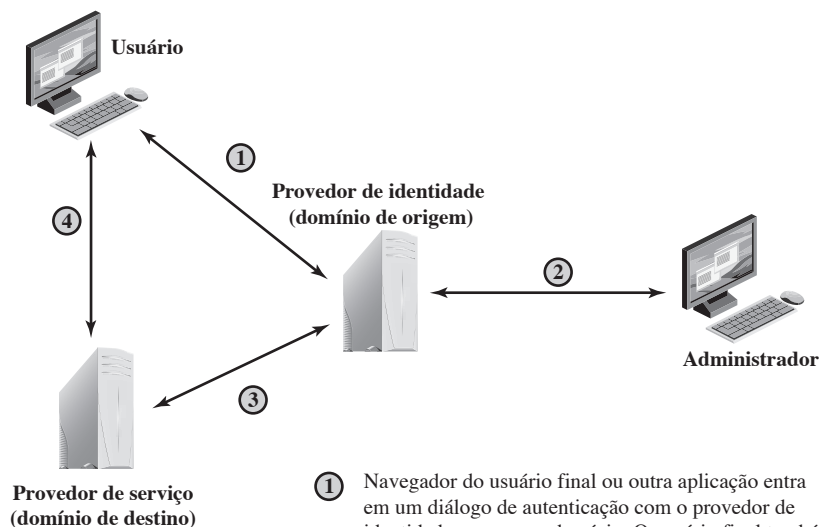 Usuário
1
4
Provedor de identidade
(domínio de origem)
2
Administrador
3
Provedor de serviço
(domínio de destino)
1 Navegador do usuário final ou outra aplicação entra
em um diálogo de autenticação com o provedor de